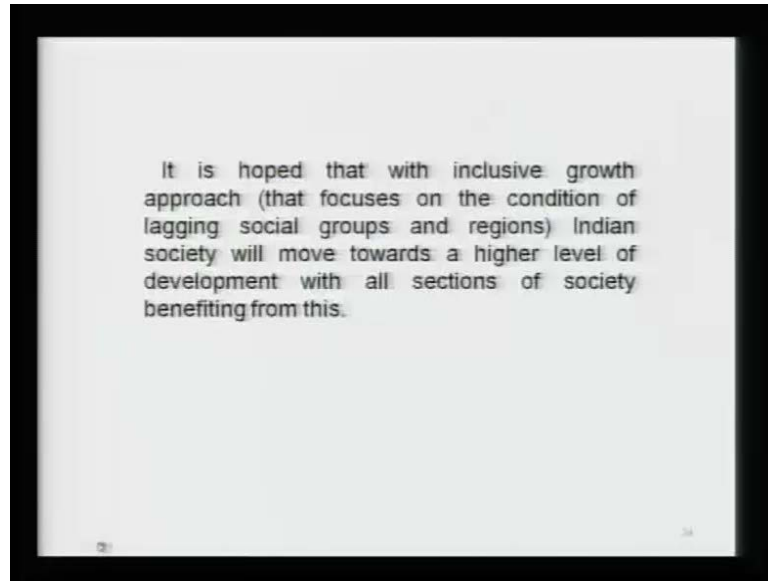 It is hoped that with inclusive growth
approach (that focuses on the condition of
lagging social groups and regions) Indian
society will move towards a higher level of
development with all sections of society
benefiting from this.